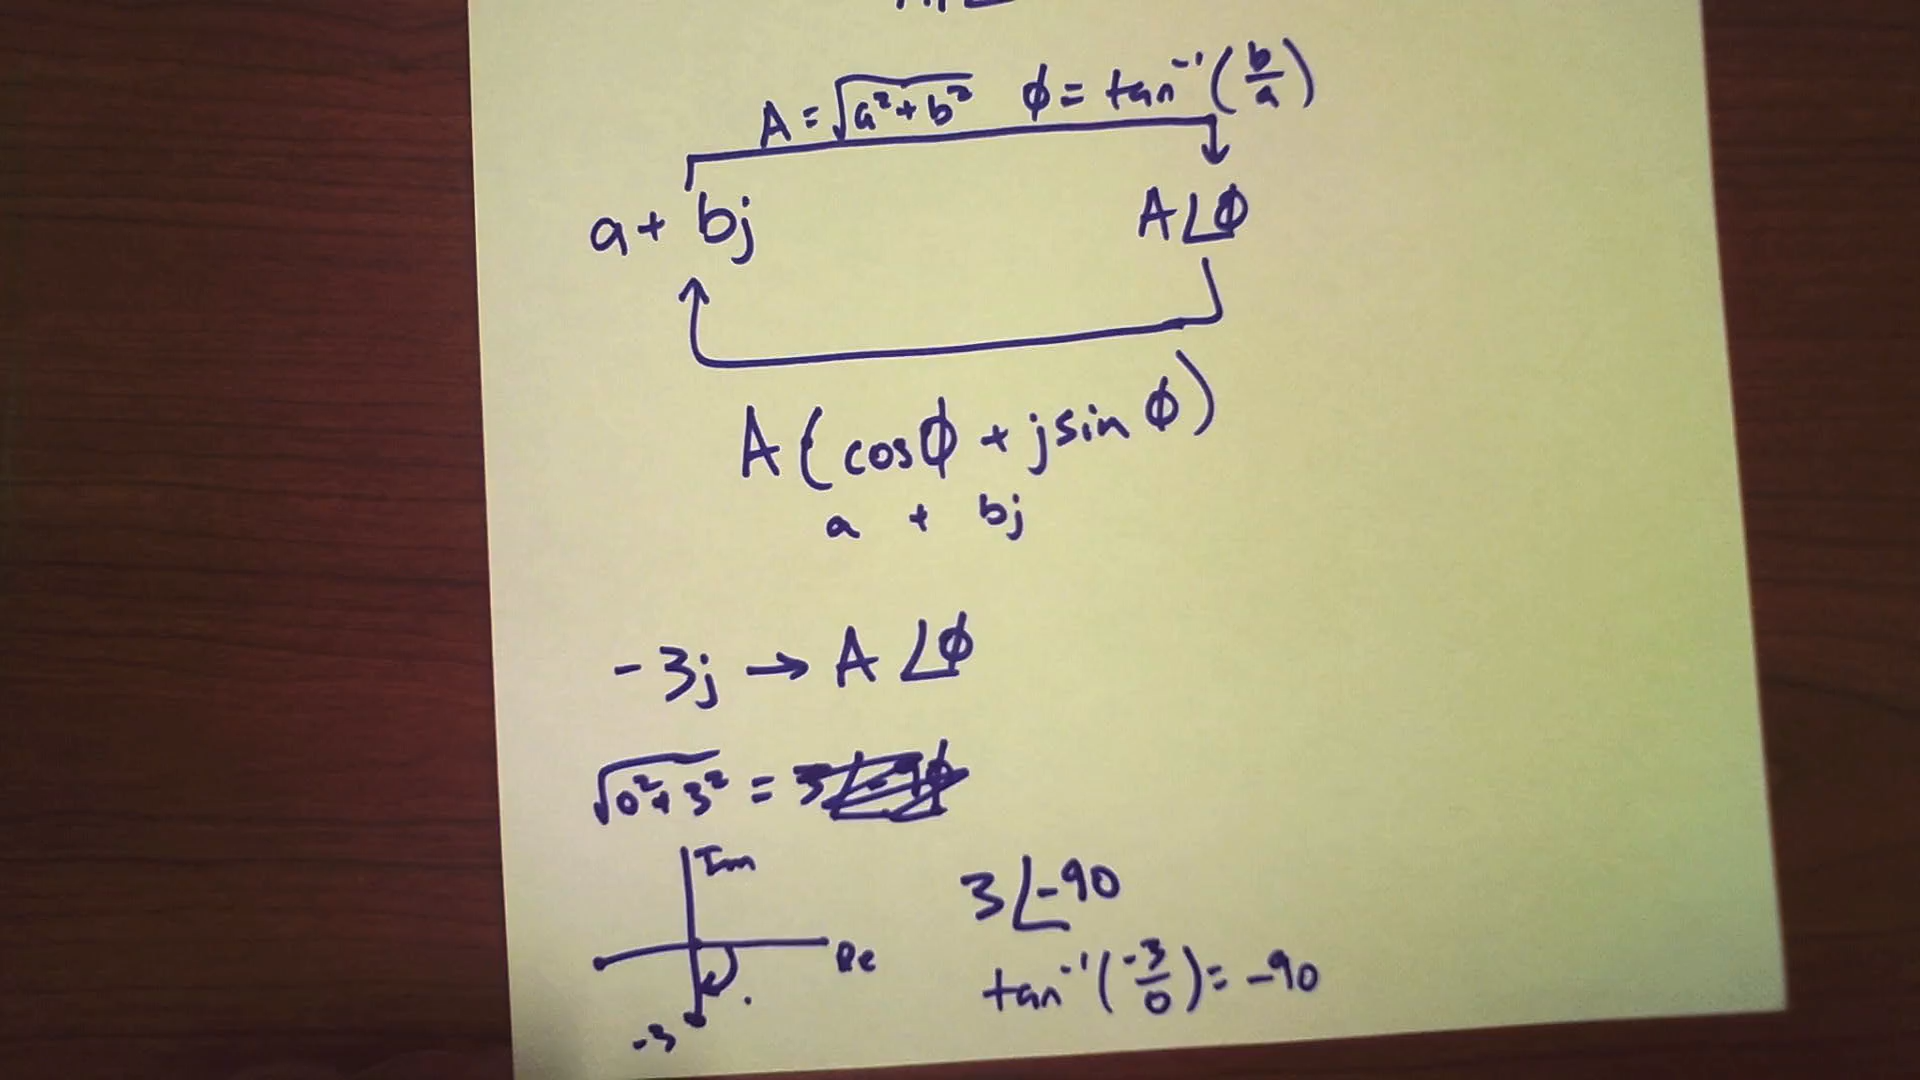 A = √a² + b² ϕ = tan⁻¹ (b/a)
a + bj A∠ϕ
A (cosϕ + j sin ϕ)
a + bj
-3j → A ∠ϕ
√0² + 3² = 3
Im
3∠-90
Re
tan⁻¹ (-3/0) = -90
-3